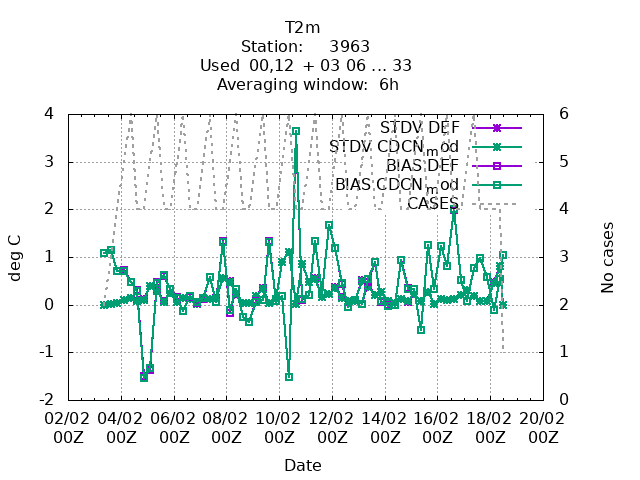 T2m
Station: 3963
Used 00,12 + 03 06 ... 33
Averaging window: 6h
STDV DEF
STDV CDCNmod
BIAS DEF
BIAS CDCNmod
CASES
deg C
4
3
2
1
0
-1
-2
No cases
6
5
4
3
2
1
0
02/02 04/02 06/02 08/02 10/02 12/02 14/02 16/02 18/02 20/02
00Z 00Z 00Z 00Z 00Z 00Z 00Z 00Z 00Z 00Z
Date